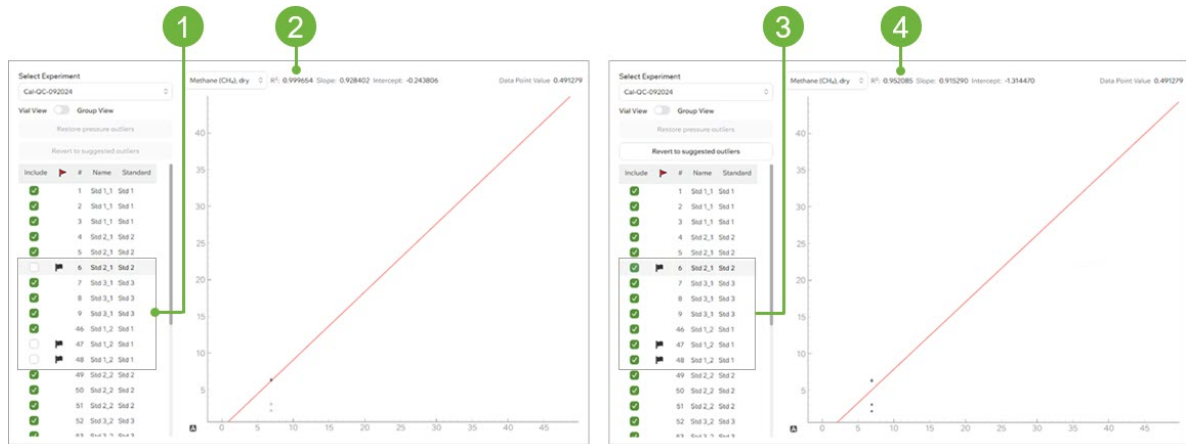 1
2
3
4
Select Experiment
Cal-QC-092024
Vial View Group View
Restore pressure outliers
Revert to suggested outliers
Include # Name Standard
1 Std 1_1 Std 1
2 Std 1_1 Std 1
3 Std 1_1 Std 1
4 Std 2_1 Std 2
5 Std 2_1 Std 2
6 Std 2_1 Std 2
7 Std 3_1 Std 3
8 Std 3_1 Std 3
9 Std 3_1 Std 3
46 Std 1_2 Std 1
47 Std 1_2 Std 1
48 Std 1_2 Std 1
49 Std 2_2 Std 2
50 Std 2_2 Std 2
51 Std 2_2 Std 2
52 Std 3_2 Std 3
53 Std 3_2 Std 3
Methane (CH₄), dry R²: 0.999664 Slope: 0.928402 Intercept: -0.243806 Data Point Value 0.491279
40
35
30
25
20
15
10
5
0 5 10 15 20 25 30 35 40 45
Select Experiment
Cal-QC-092024
Vial View Group View
Restore pressure outliers
Revert to suggested outliers
Include # Name Standard
1 Std 1_1 Std 1
2 Std 1_1 Std 1
3 Std 1_1 Std 1
4 Std 2_1 Std 2
5 Std 2_1 Std 2
6 Std 2_1 Std 2
7 Std 3_1 Std 3
8 Std 3_1 Std 3
9 Std 3_1 Std 3
46 Std 1_2 Std 1
47 Std 1_2 Std 1
48 Std 1_2 Std 1
49 Std 2_2 Std 2
50 Std 2_2 Std 2
51 Std 2_2 Std 2
52 Std 3_2 Std 3
53 Std 3_2 Std 3
Methane (CH₄), dry R²: 0.952085 Slope: 0.915290 Intercept: -1.314470 Data Point Value 0.491279
40
35
30
25
20
15
10
5
0 5 10 15 20 25 30 35 40 45